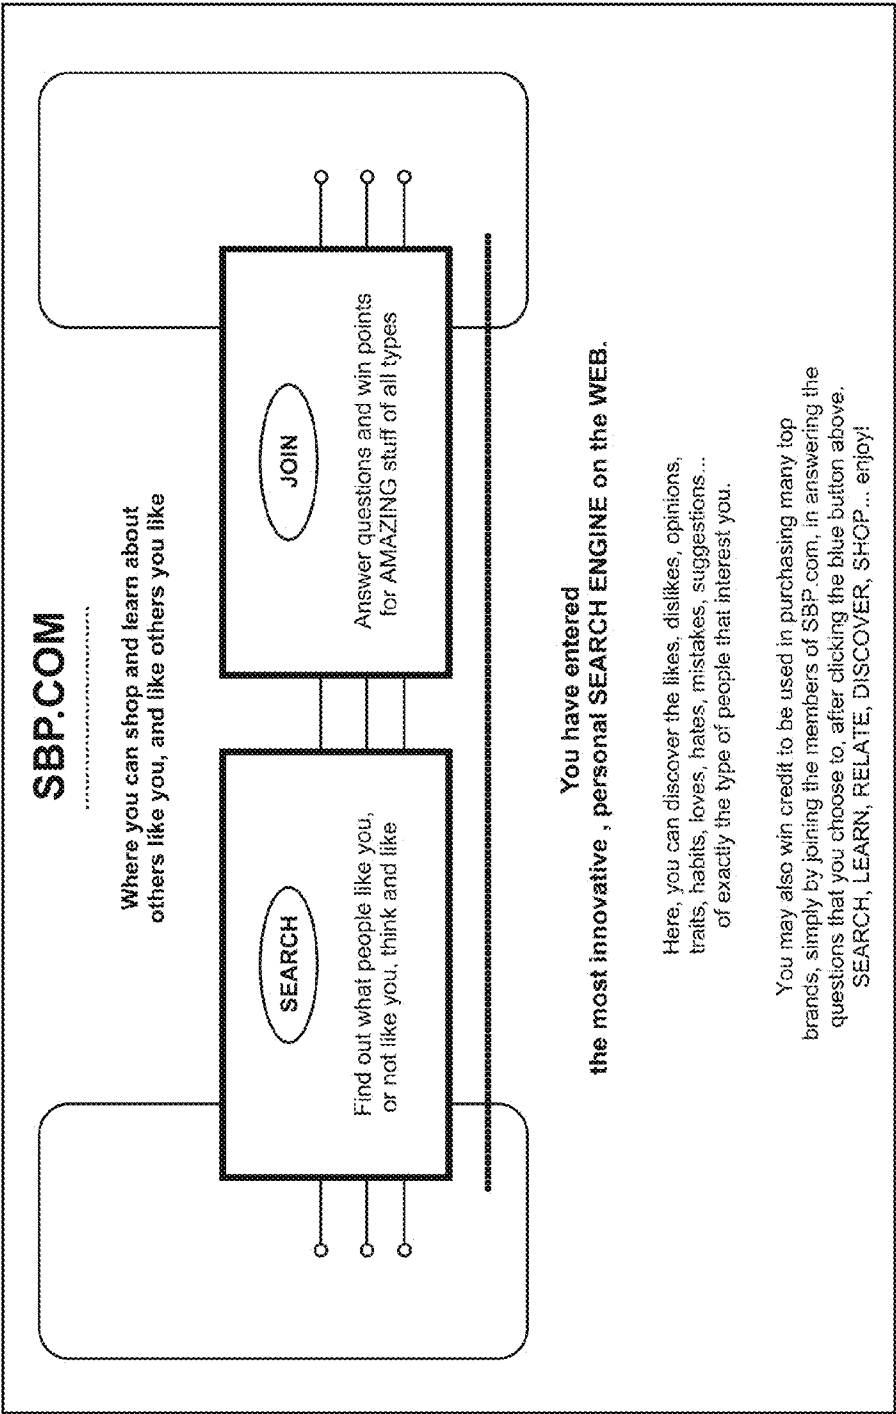 SBP.COM
Where you can shop and learn about
others like you, and like others you like
SEARCH
Find out what people like you,
or not like you, think and like
JOIN
Answer questions and win points
for AMAZING stuff of all types
You have entered
the most innovative , personal SEARCH ENGINE on the WEB.
Here, you can discover the likes, dislikes, opinions,
traits, habits, loves, hates, mistakes, suggestions...
of exactly the type of people that interest you.
You may also win credit to be used in purchasing many top
brands, simply by joining the members of SBP.com, in answering the
questions that you choose to, after clicking the blue button above.
SEARCH, LEARN, RELATE, DISCOVER, SHOP... enjoy!